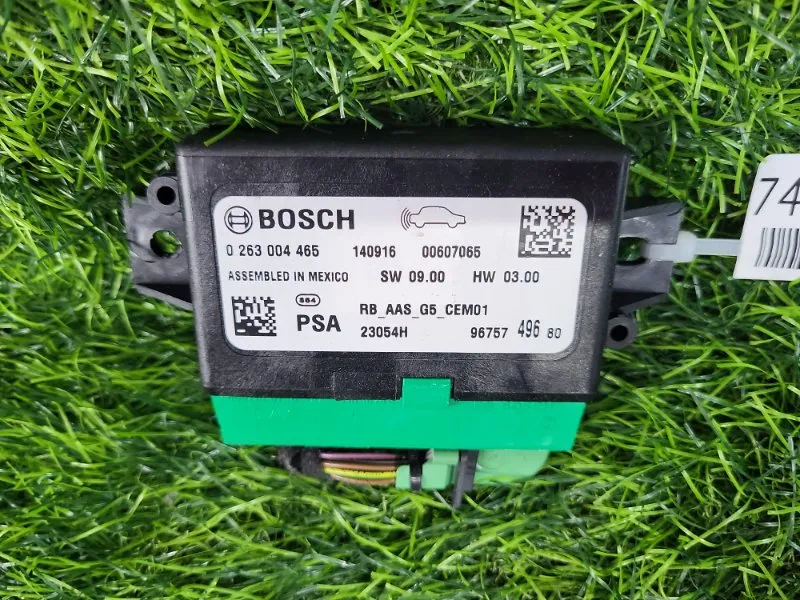 BOSCH
0 263 004 465 140916 00607065
ASSEMBLED IN MEXICO SW 09.00 HW 03.00
PSA RB_AAS_G5_CEM01
23054H 96757 496 80
74